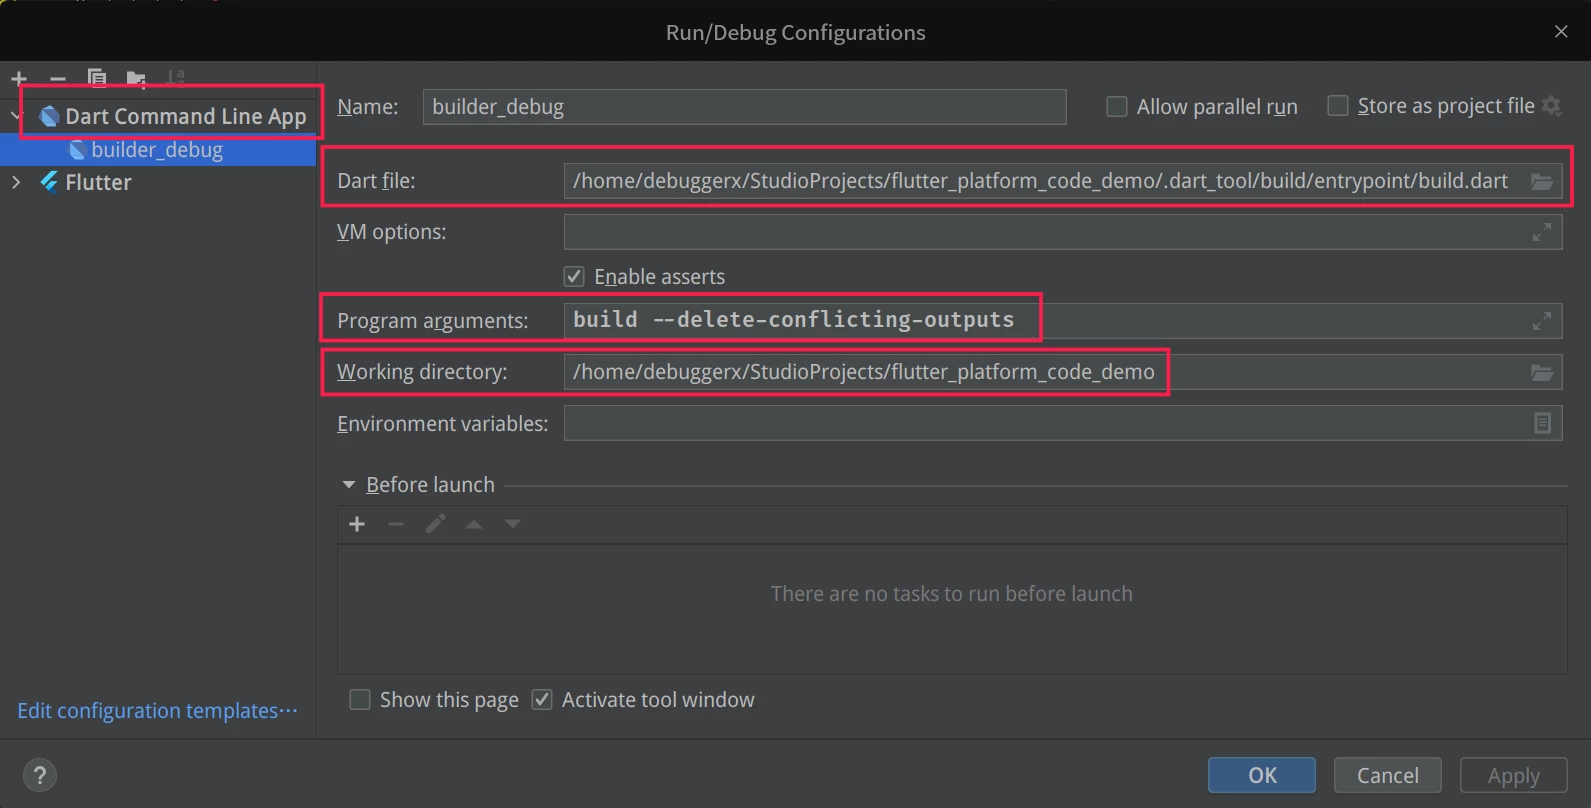 Run/Debug Configurations
Dart Command Line App
builder_debug
Flutter
Name: builder_debug
Allow parallel run
Store as project file
Dart file: /home/debuggerx/StudioProjects/flutter_platform_code_demo/.dart_tool/build/entrypoint/build.dart
VM options:
Enable asserts
Program arguments: build --delete-conflicting-outputs
Working directory: /home/debuggerx/StudioProjects/flutter_platform_code_demo
Environment variables:
Before launch
There are no tasks to run before launch
Show this page Activate tool window
Edit configuration templates...
? OK Cancel Apply